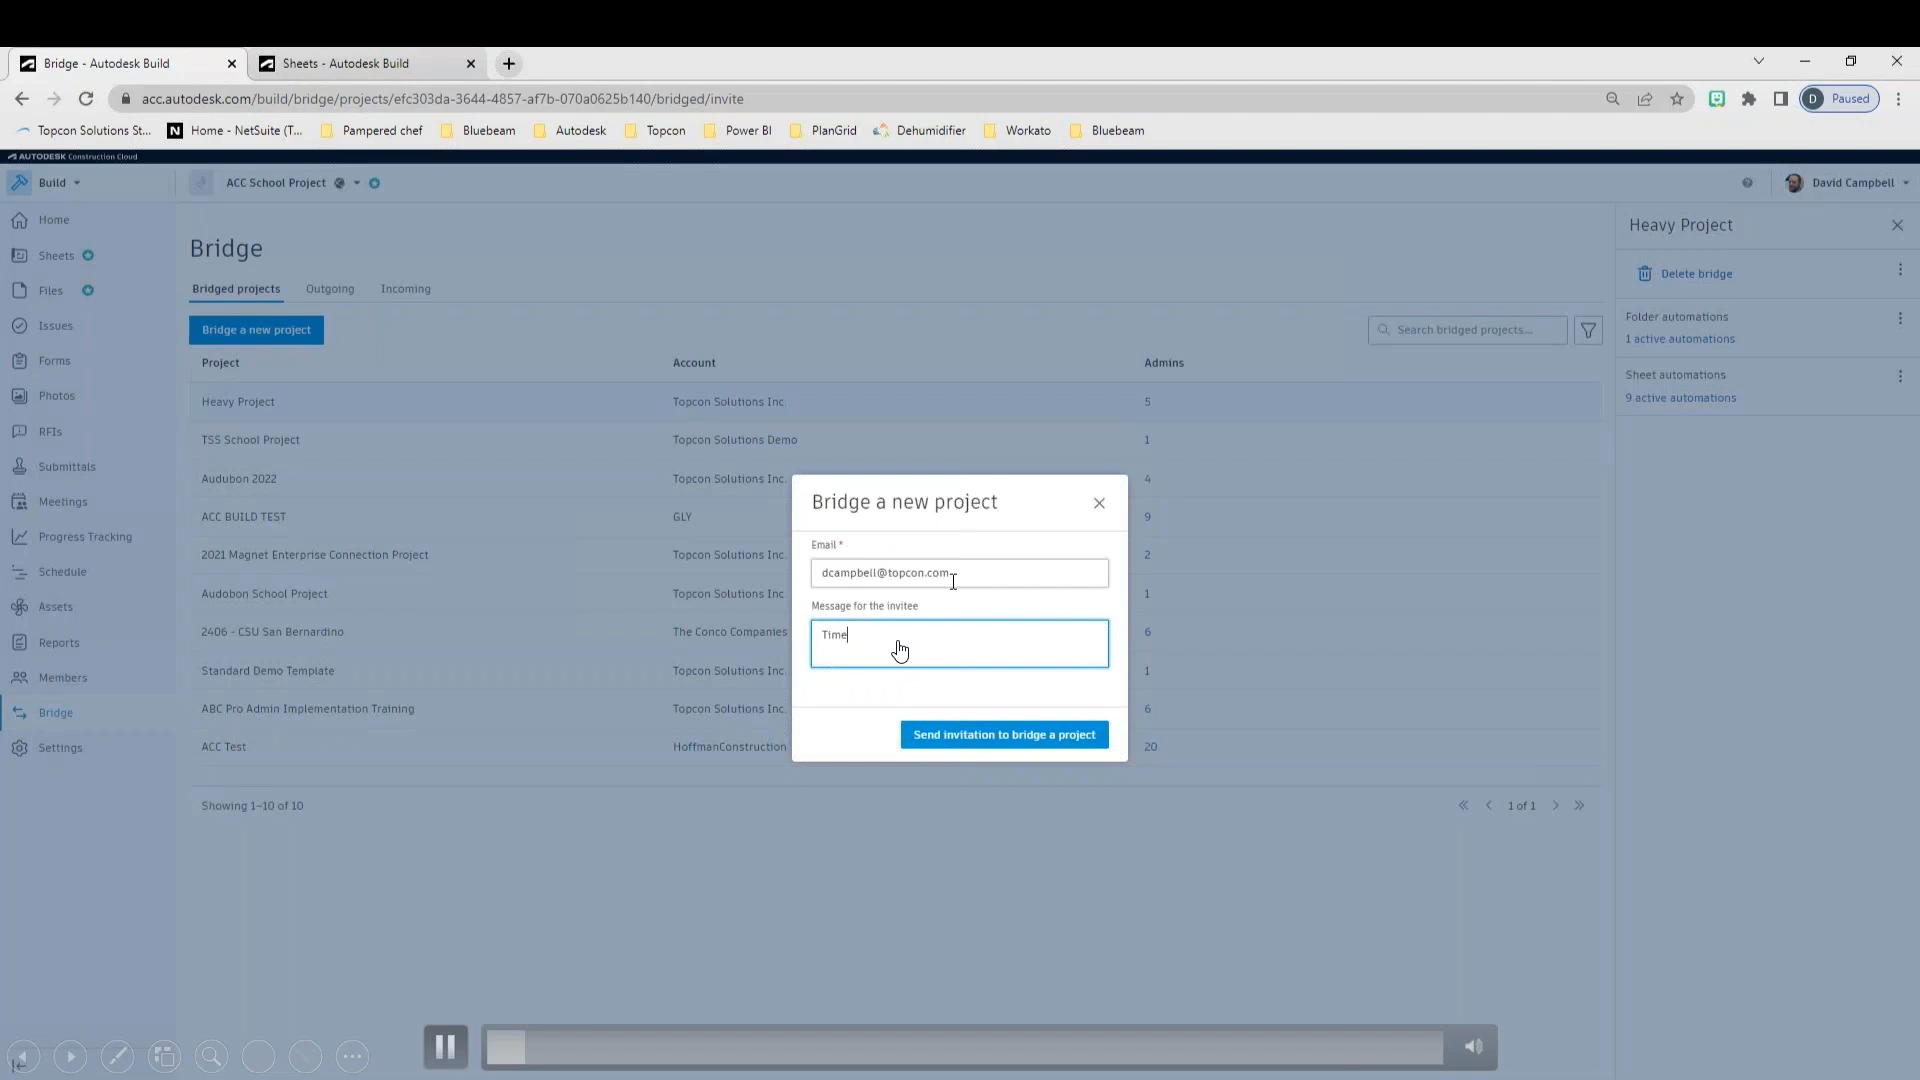 Bridge - Autodesk Build
Sheets - Autodesk Build
acc.autodesk.com/build/bridge/projects/efc303da-3644-4857-af7b-070a0625b140/bridged/invite
D Paused
Topcon Solutions St...
Home - NetSuite (T...
Pampered chef
Bluebeam
Autodesk
Topcon
Power BI
PlanGrid
Dehumidifier
Workato
Bluebeam
AUTODESK Construction Cloud
Build
ACC School Project
David Campbell
Home
Sheets
Files
Issues
Forms
Photos
RFIs
Submittals
Meetings
Progress Tracking
Schedule
Assets
Reports
Members
Bridge
Settings
Bridge
Bridged projects
Outgoing
Incoming
Bridge a new project
Search bridged projects...
Project Account Admins
Heavy Project Topcon Solutions Inc. 5
TSS School Project Topcon Solutions Demo 1
Audubon 2022 Topcon Solutions Inc. 4
ACC BUILD TEST GLY 9
2021 Magnet Enterprise Connection Project Topcon Solutions Inc. 2
Audobon School Project Topcon Solutions Inc 1
2406 - CSU San Bernardino The Conco Companies 6
Standard Demo Template Topcon Solutions Inc. 1
ABC Pro Admin Implementation Training Topcon Solutions Inc. 6
ACC Test HoffmanConstruction 20
Showing 1-10 of 10
1 of 1
Bridge a new project
Email *
dcampbell@topcon.com
Message for the invitee
Time
Send invitation to bridge a project
Heavy Project
Delete bridge
Folder automations
1 active automations
Sheet automations
9 active automations